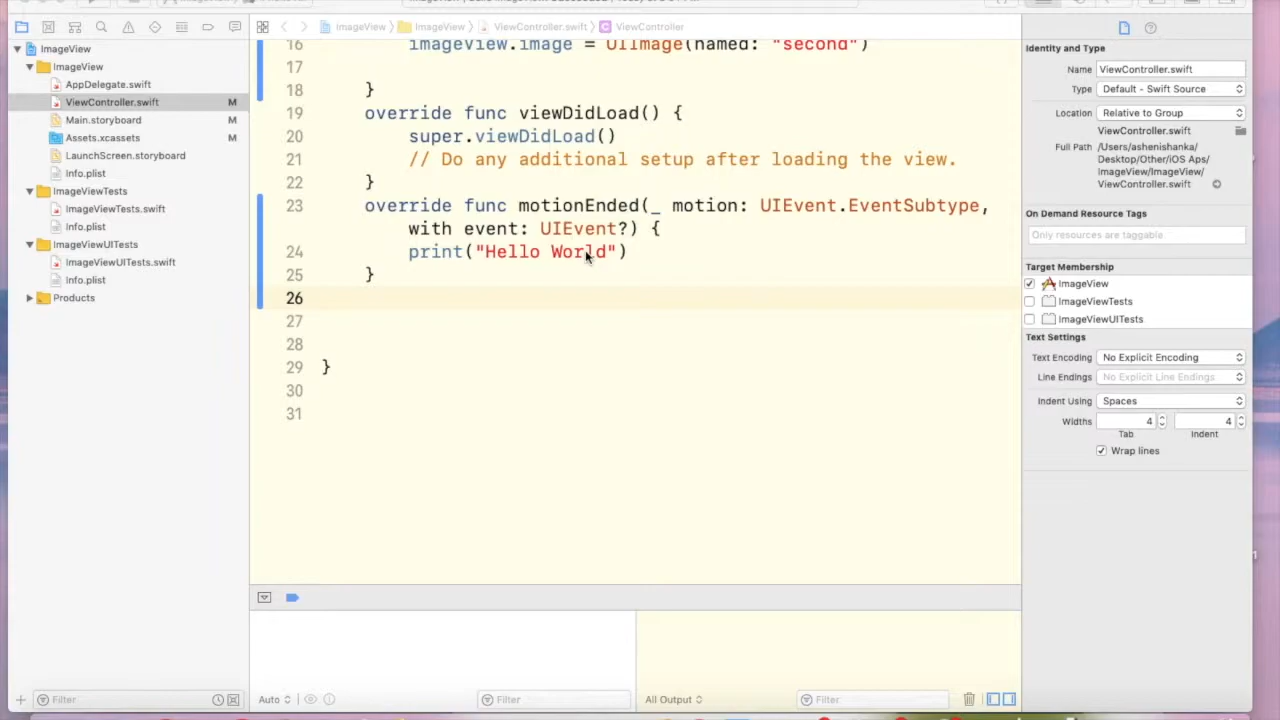 ImageView
ViewController.swift
ViewController
ImageView
ImageView
ImageView
AppDelegate.swift
ViewController.swift M
Main.storyboard
Assets.xcassets M
LaunchScreen.storyboard
Info.plist
ImageViewTests
ImageViewTests.swift
Info.plist
ImageViewUITests
ImageViewUITests.swift
Info.plist
Products
Filter
16 imageView.image = UIImage(named: "second")
17
18 }
19 override func viewDidLoad() {
20 super.viewDidLoad()
21 // Do any additional setup after loading the view.
22 }
23 override func motionEnded(_ motion: UIEvent.EventSubtype,
with event: UIEvent?) {
24 print("Hello World")
25 }
26
27
28
29 }
30
31
Auto
Filter
All Output
Filter
Identity and Type
Name ViewController.swift
Type Default - Swift Source
Location Relative to Group
ViewController.swift
Full Path /Users/ashenishanka/
Desktop/Other/iOS Aps/
ImageView/ImageView/
ViewController.swift
On Demand Resource Tags
Only resources are taggable
Target Membership
ImageView
ImageViewTests
ImageViewUITests
Text Settings
Text Encoding No Explicit Encoding
Line Endings No Explicit Line Endings
Indent Using Spaces
Widths 4 4
Tab Indent
Wrap lines